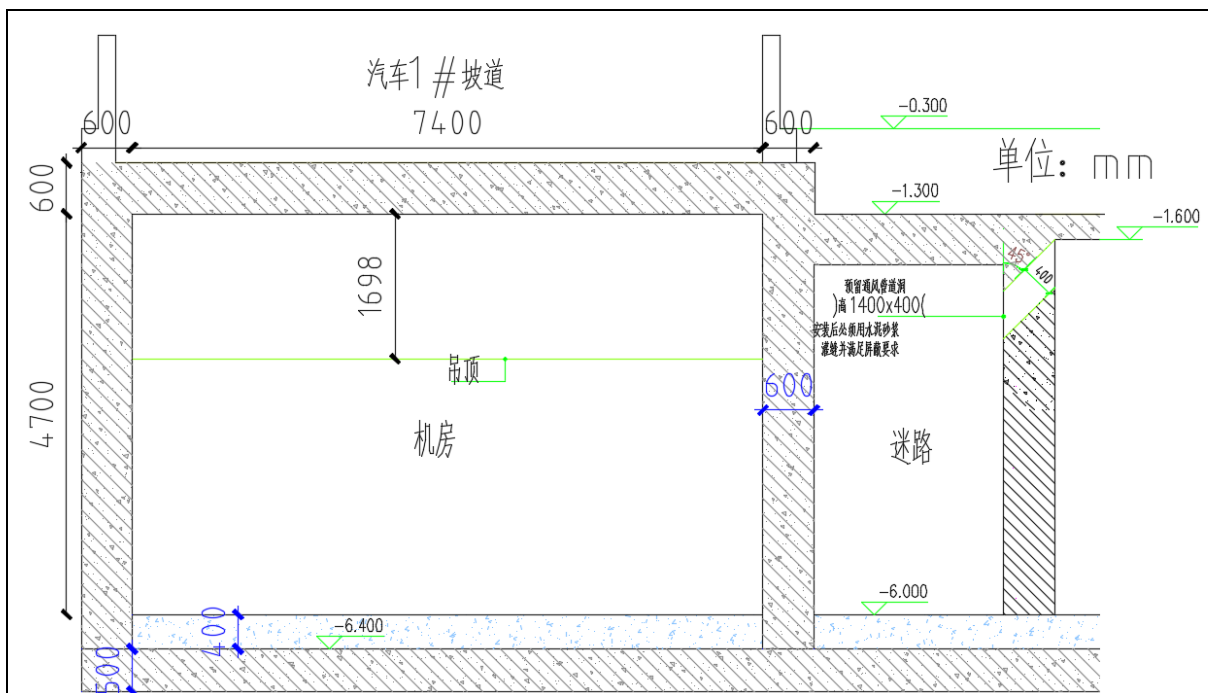 汽车1#坡道
600
7400
600
-0.300
单位：mm
600
-1.300
-1.600
45°
400
1698
预留通风管道洞
)高1400x400(
安装后必须用水泥砂浆
灌缝并满足屏蔽要求
吊顶
600
4700
机房
迷路
-6.000
400
-6.400
500